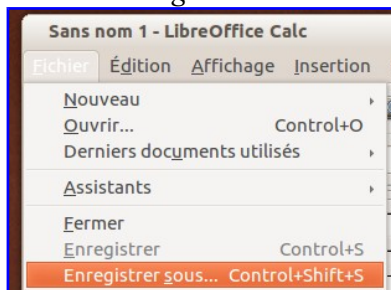 Sans nom 1 - LibreOffice Calc
Fichier Édition Affichage Insertion
Nouveau
Ouvrir... Control+O
Derniers documents utilisés
Assistants
Fermer
Enregistrer Control+S
Enregistrer sous... Control+Shift+S